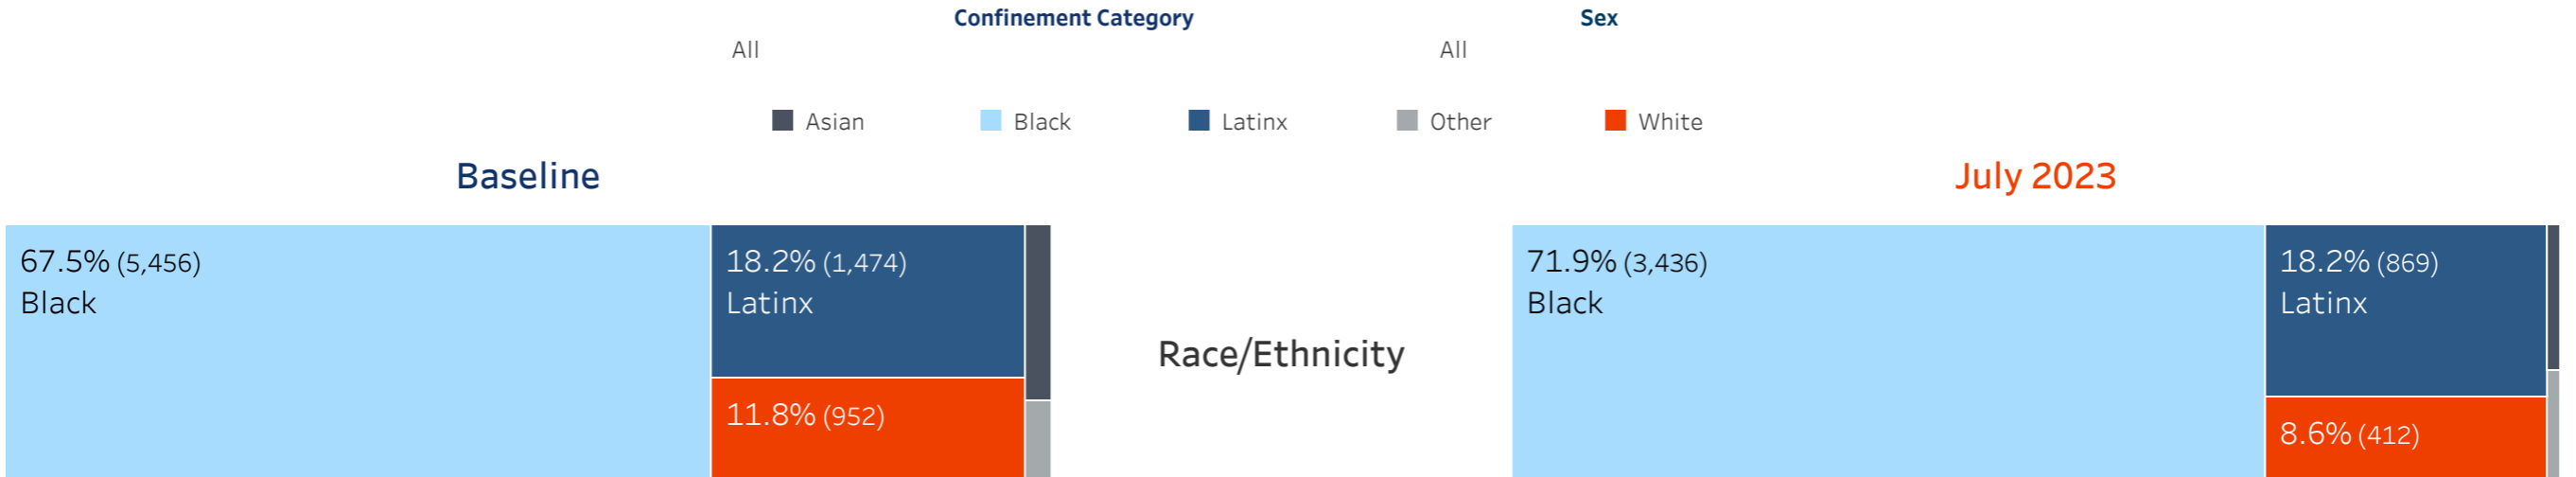 Confinement Category
Sex
All
All
Asian
Black
Latinx
Other
White
Baseline
July 2023
67.5% (5,456)
Black
18.2% (1,474)
Latinx
11.8% (952)
Race/Ethnicity
71.9% (3,436)
Black
18.2% (869)
Latinx
8.6% (412)